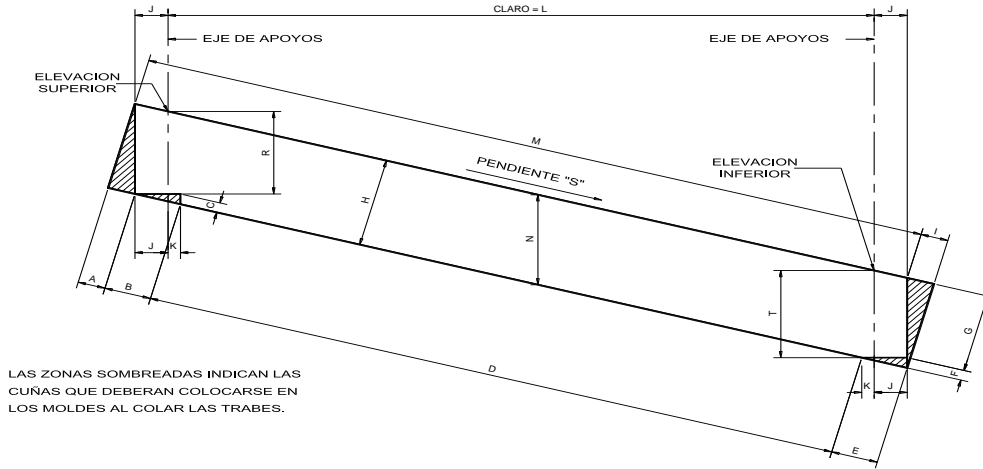 J
CLARO = L
J
EJE DE APOYOS
EJE DE APOYOS
ELEVACION
SUPERIOR
M
R
PENDIENTE "S"
ELEVACION
INFERIOR
H
N
C
I
J
K
A
B
T
G
D
F
K
J
E
LAS ZONAS SOMBREADAS INDICAN LAS
CUÑAS QUE DEBERAN COLOCARSE EN
LOS MOLDES AL COLAR LAS TRABES.